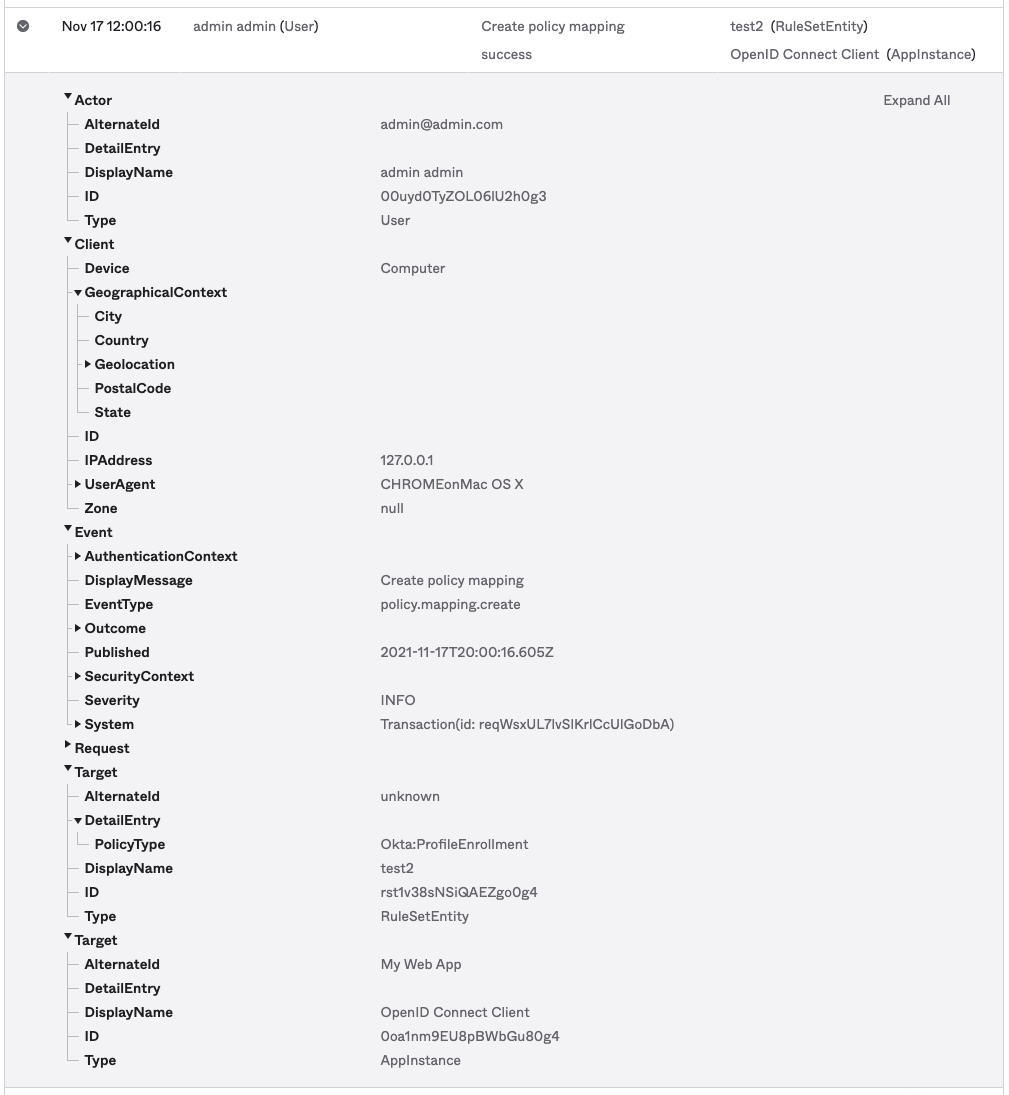 Nov 17 12:00:16 admin admin (User) Create policy mapping test2 (RuleSetEntity)
success OpenID Connect Client (AppInstance)
Actor Expand All
AlternateId admin@admin.com
DetailEntry
DisplayName admin admin
ID 00uyd0TyZOL06lU2h0g3
Type User
Client
Device Computer
GeographicalContext
City
Country
Geolocation
PostalCode
State
ID
IPAddress 127.0.0.1
UserAgent CHROMEonMac OS X
Zone null
Event
AuthenticationContext
DisplayMessage Create policy mapping
EventType policy.mapping.create
Outcome
Published 2021-11-17T20:00:16.605Z
SecurityContext
Severity INFO
System Transaction(id: reqWsxUL7lvSlKrlCcUlGoDbA)
Request
Target
AlternateId unknown
DetailEntry
PolicyType Okta:ProfileEnrollment
DisplayName test2
ID rst1v38sNSiQAEZgo0g4
Type RuleSetEntity
Target
AlternateId My Web App
DetailEntry
DisplayName OpenID Connect Client
ID 0oa1nm9EU8pBWbGu80g4
Type AppInstance